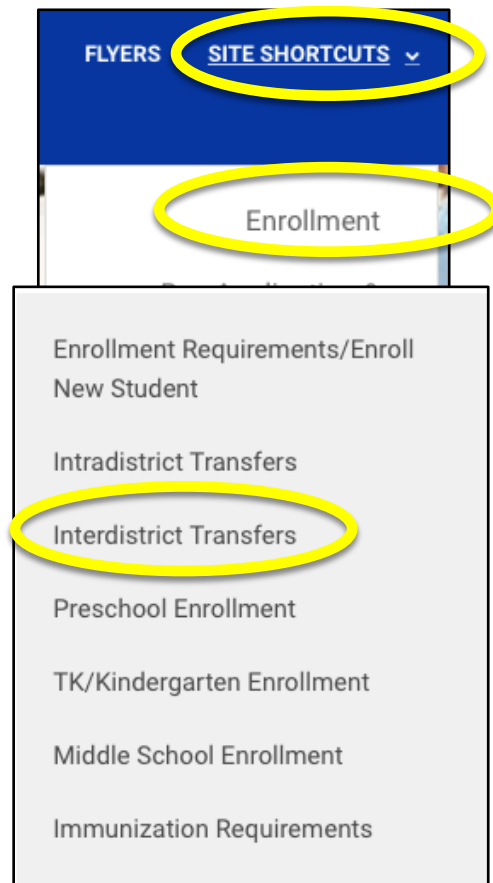 FLYERS SITE SHORTCUTS
Enrollment
Enrollment Requirements/Enroll
New Student
Intradistrict Transfers
Interdistrict Transfers
Preschool Enrollment
TK/Kindergarten Enrollment
Middle School Enrollment
Immunization Requirements